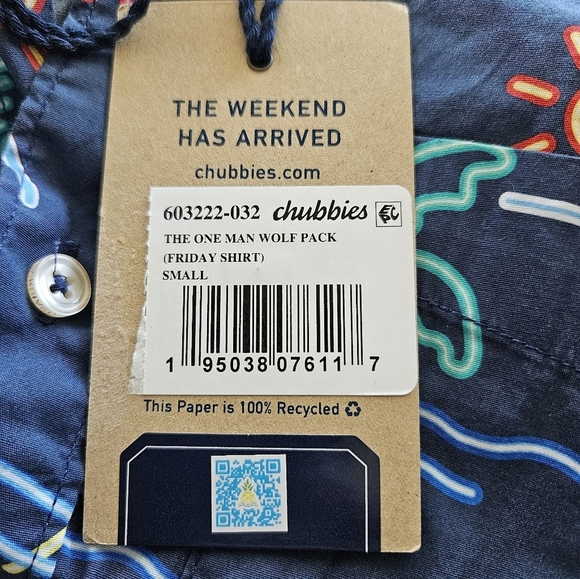 THE WEEKEND
HAS ARRIVED
chubbies.com
603222-032 chubbies
THE ONE MAN WOLF PACK
(FRIDAY SHIRT)
SMALL
1 95038 07611 7
This Paper is 100% Recycled